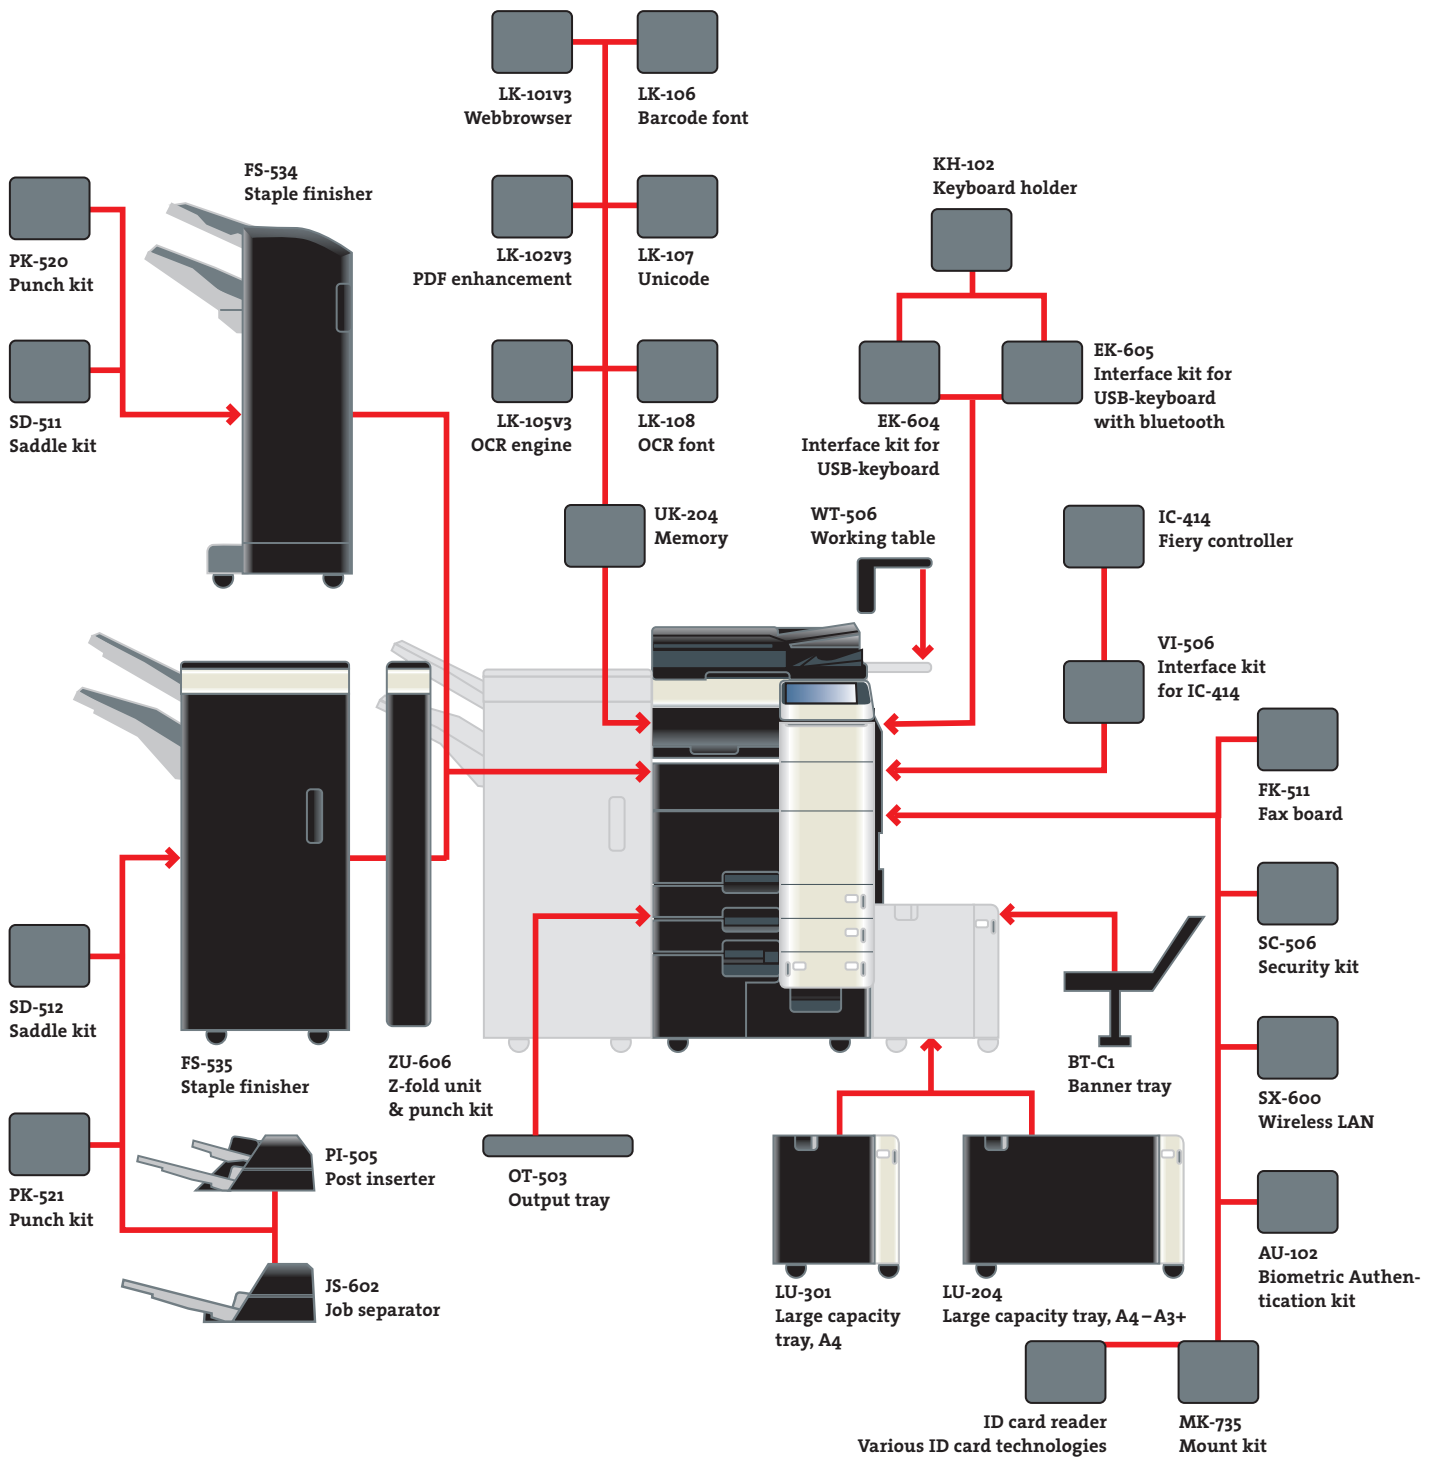 LK-101v3
Webbrowser
LK-106
Barcode font
FS-534
Staple finisher
KH-102
Keyboard holder
PK-520
Punch kit
LK-102v3
PDF enhancement
LK-107
Unicode
EK-605
Interface kit for
USB-keyboard
with bluetooth
SD-511
Saddle kit
LK-105v3
OCR engine
LK-108
OCR font
EK-604
Interface kit for
USB-keyboard
UK-204
Memory
WT-506
Working table
IC-414
Fiery controller
VI-506
Interface kit
for IC-414
FK-511
Fax board
SC-506
Security kit
SD-512
Saddle kit
FS-535
Staple finisher
ZU-606
Z-fold unit
& punch kit
BT-C1
Banner tray
SX-600
Wireless LAN
PI-505
Post inserter
OT-503
Output tray
PK-521
Punch kit
AU-102
Biometric Authen-
tication kit
JS-602
Job separator
LU-301
Large capacity
tray, A4
LU-204
Large capacity tray, A4–A3+
ID card reader
Various ID card technologies
MK-735
Mount kit